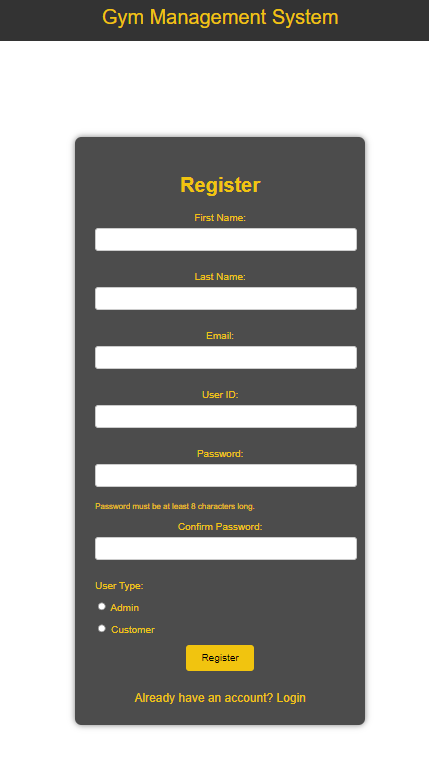 Gym Management System
Register
First Name:
Last Name:
Email:
User ID:
Password:
Password must be at least 8 characters long.
Confirm Password:
User Type:
Admin
Customer
Register
Already have an account? Login